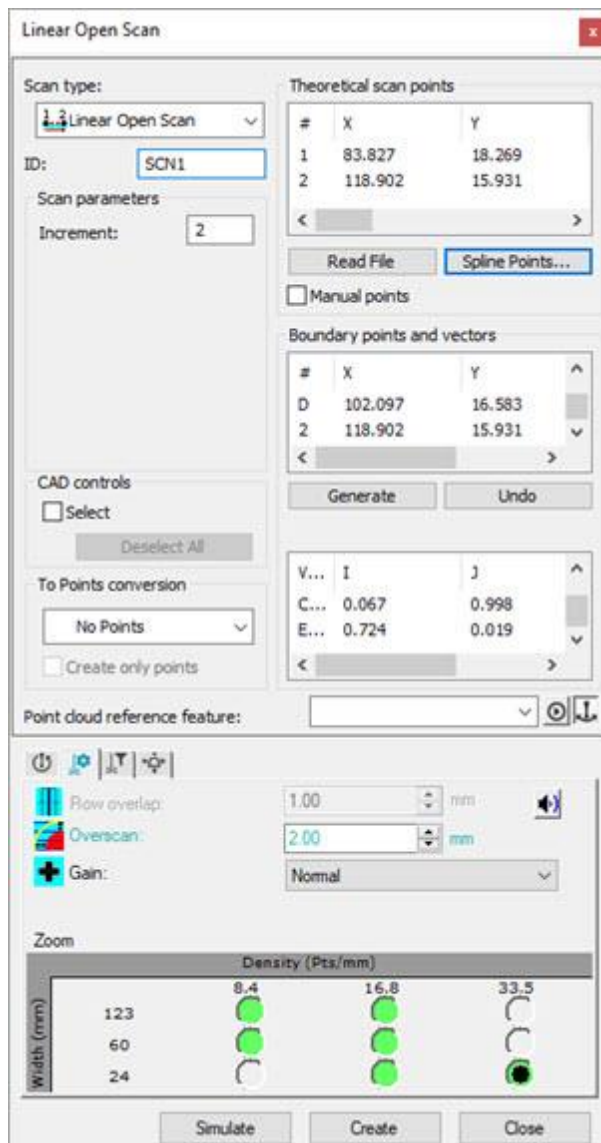 Linear Open Scan
x
Scan type:
Linear Open Scan
ID: SCN1
Scan parameters
Increment: 2
CAD controls
Select
Deselect All
To Points conversion
No Points
Create only points
Theoretical scan points
# X Y
1 83.827 18.269
2 118.902 15.931
Read File Spline Points...
Manual points
Boundary points and vectors
# X Y
D 102.097 16.583
2 118.902 15.931
Generate Undo
V... I J
C... 0.067 0.998
E... 0.724 0.019
Point cloud reference feature:
Row overlap: 1.00 mm
Overscan: 2.00 mm
Gain: Normal
Zoom
Density (Pts/mm)
8.4 16.8 33.5
Width (mm)
123
60
24
Simulate Create Close